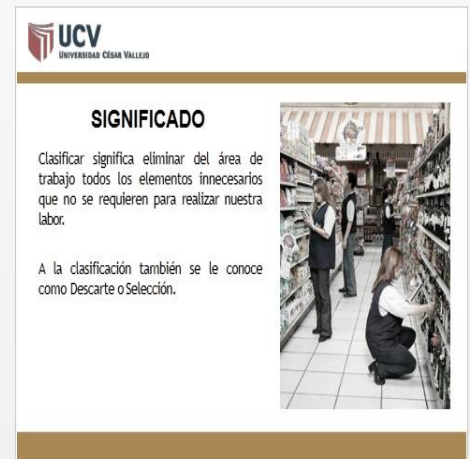 UCV
UNIVERSIDAD CÉSAR VALLEJO
SIGNIFICADO
Clasificar significa eliminar del área de
trabajo todos los elementos innecesarios
que no se requieren para realizar nuestra
labor.
A la clasificación también se le conoce
como Descarte o Selección.